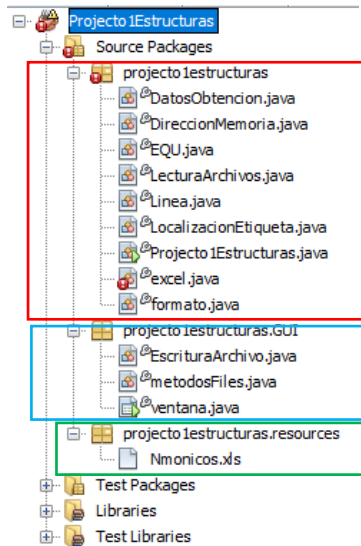 Projecto1Estructuras
Source Packages
projecto1estructuras
DatosObtencion.java
DireccionMemoria.java
EQU.java
LecturaArchivos.java
Linea.java
LocalizacionEtiqueta.java
Projecto1Estructuras.java
excel.java
formato.java
projecto1estructuras.GUI
EscrituraArchivo.java
metodosFiles.java
ventana.java
projecto1estructuras.resources
Nmonicos.xls
Test Packages
Libraries
Test Libraries